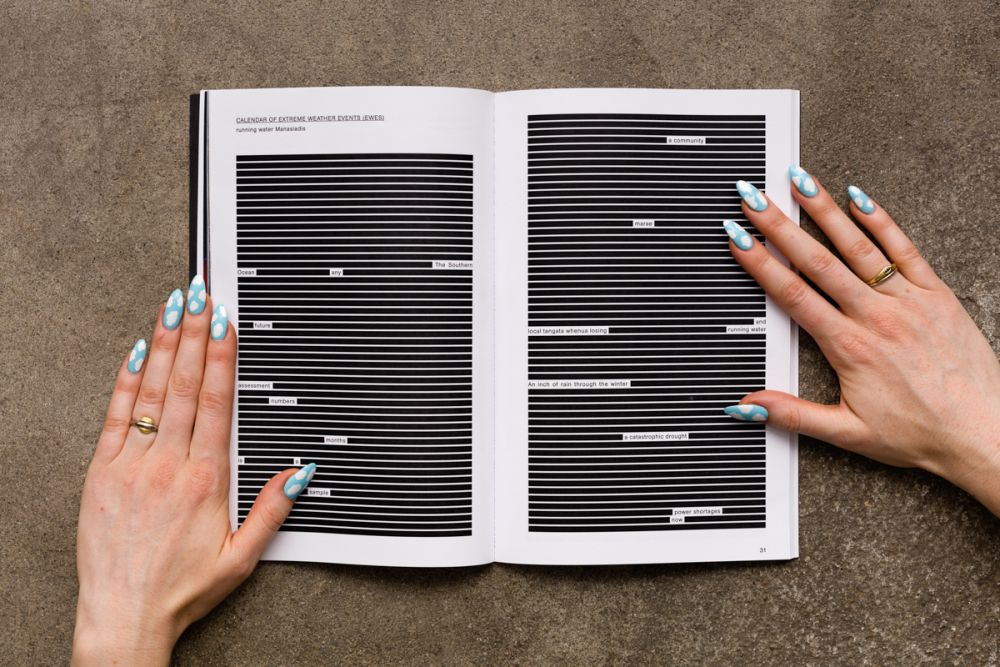 CALENDAR OF EXTREME WEATHER EVENTS (EWES)
running water Manasiadis
The Southern
Ocean any
future
assessment
numbers
months
is a
sample
a community
marae
and
local tangata whenua losing running water
An inch of rain through the winter
a catastrophic drought
power shortages
now
31